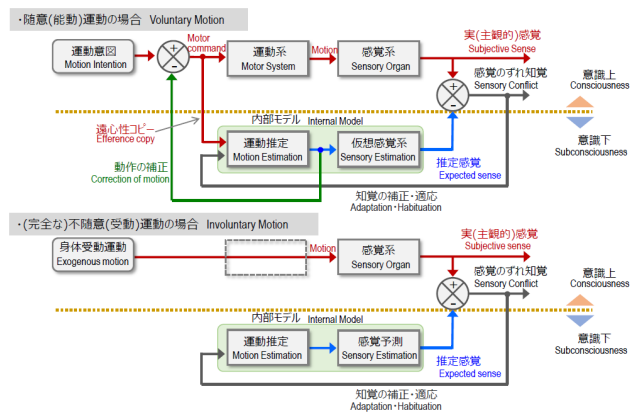 ・随意(能動)運動の場合 Voluntary Motion
運動意図
Motion Intention
+
−
Motor
command
運動系
Motor System
Motion
感覚系
Sensory Organ
実(主観的)感覚
Subjective Sense
+
−
感覚のずれ知覚
Sensory Conflict
意識上
Consciousness
意識下
Subconsciousness
遠心性コピー
Efference copy
内部モデル Internal Model
運動推定
Motion Estimation
仮想感覚系
Sensory Estimation
推定感覚
Expected sense
動作の補正
Correction of motion
知覚の補正・適応
Adaptation・Habituation
・(完全な)不随意(受動)運動の場合 Involuntary Motion
身体受動運動
Exogenous motion
Motion
感覚系
Sensory Organ
実(主観的)感覚
Subjective sense
+
−
感覚のずれ知覚
Sensory Conflict
意識上
Consciousness
意識下
Subconsciousness
内部モデル Internal Model
運動推定
Motion Estimation
感覚予測
Sensory Estimation
推定感覚
Expected sense
知覚の補正・適応
Adaptation・Habituation